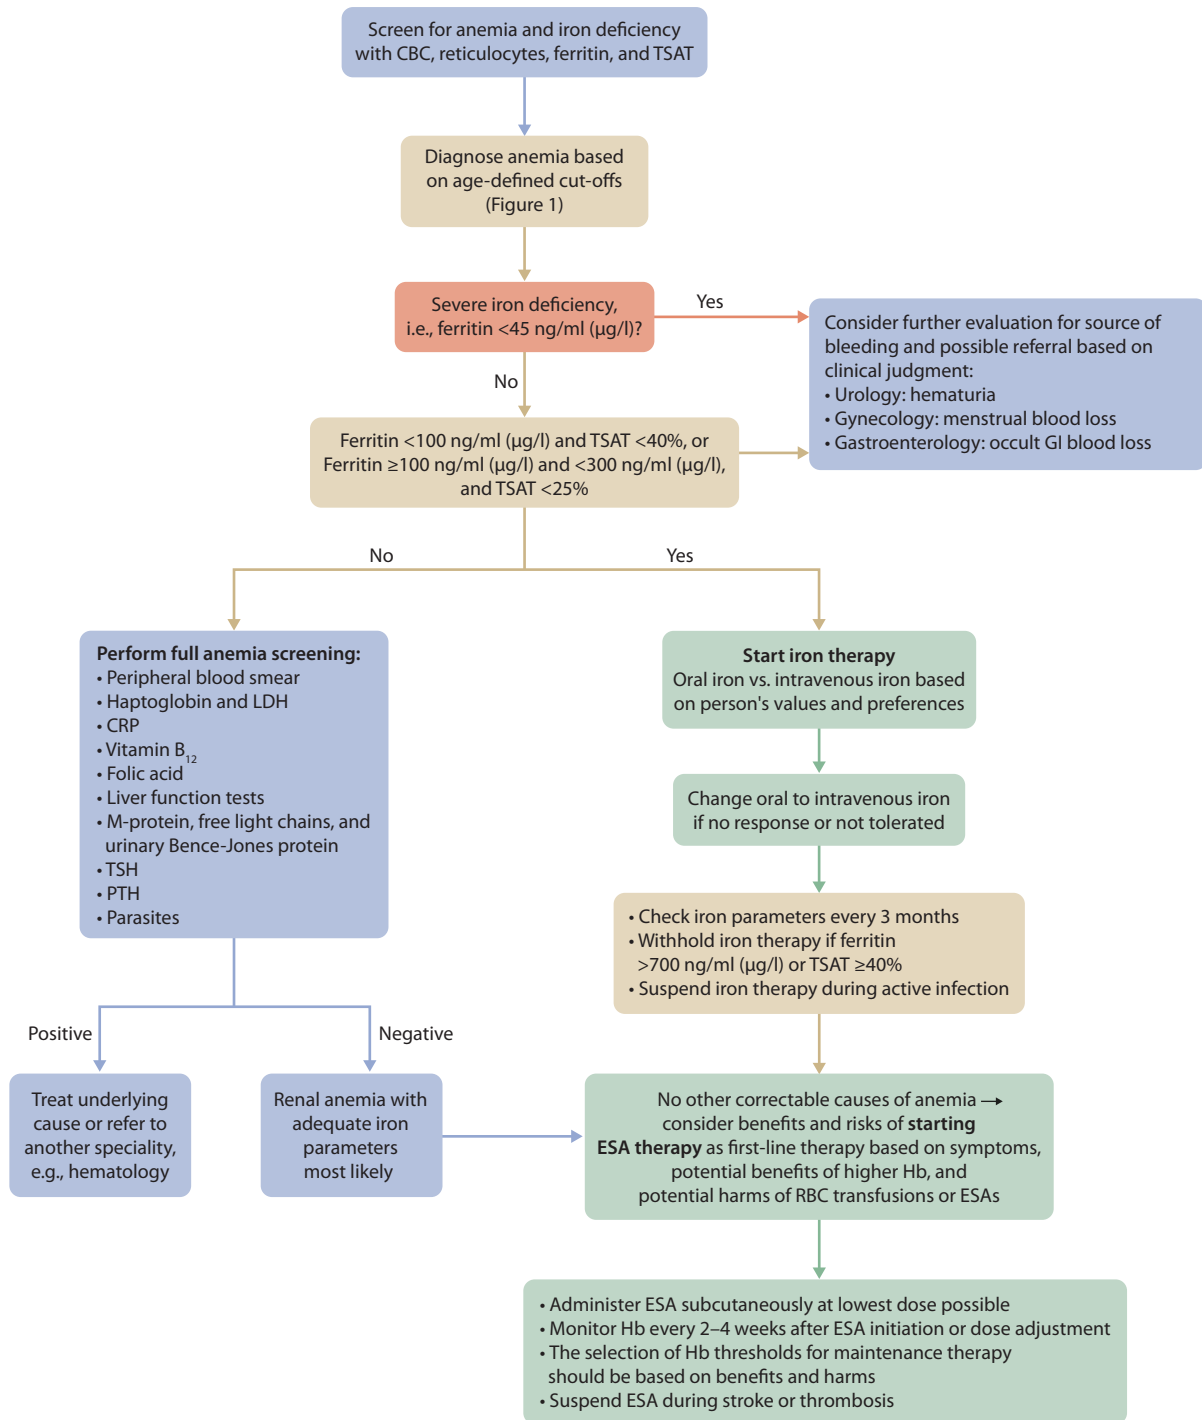 Screen for anemia and iron deficiency
with CBC, reticulocytes, ferritin, and TSAT
Diagnose anemia based
on age-defined cut-offs
(Figure 1)
Severe iron deficiency,
i.e., ferritin <45 ng/ml (µg/l)?
Yes
Consider further evaluation for source of
bleeding and possible referral based on
clinical judgment:
• Urology: hematuria
• Gynecology: menstrual blood loss
• Gastroenterology: occult GI blood loss
No
Ferritin <100 ng/ml (µg/l) and TSAT <40%, or
Ferritin ≥100 ng/ml (µg/l) and <300 ng/ml (µg/l),
and TSAT <25%
No
Yes
Perform full anemia screening:
• Peripheral blood smear
• Haptoglobin and LDH
• CRP
• Vitamin B12
• Folic acid
• Liver function tests
• M-protein, free light chains, and
urinary Bence-Jones protein
• TSH
• PTH
• Parasites
Start iron therapy
Oral iron vs. intravenous iron based
on person's values and preferences
Change oral to intravenous iron
if no response or not tolerated
• Check iron parameters every 3 months
• Withhold iron therapy if ferritin
>700 ng/ml (µg/l) or TSAT ≥40%
• Suspend iron therapy during active infection
Positive
Negative
Treat underlying
cause or refer to
another speciality,
e.g., hematology
Renal anemia with
adequate iron
parameters
most likely
No other correctable causes of anemia →
consider benefits and risks of starting
ESA therapy as first-line therapy based on symptoms,
potential benefits of higher Hb, and
potential harms of RBC transfusions or ESAs
• Administer ESA subcutaneously at lowest dose possible
• Monitor Hb every 2–4 weeks after ESA initiation or dose adjustment
• The selection of Hb thresholds for maintenance therapy
should be based on benefits and harms
• Suspend ESA during stroke or thrombosis